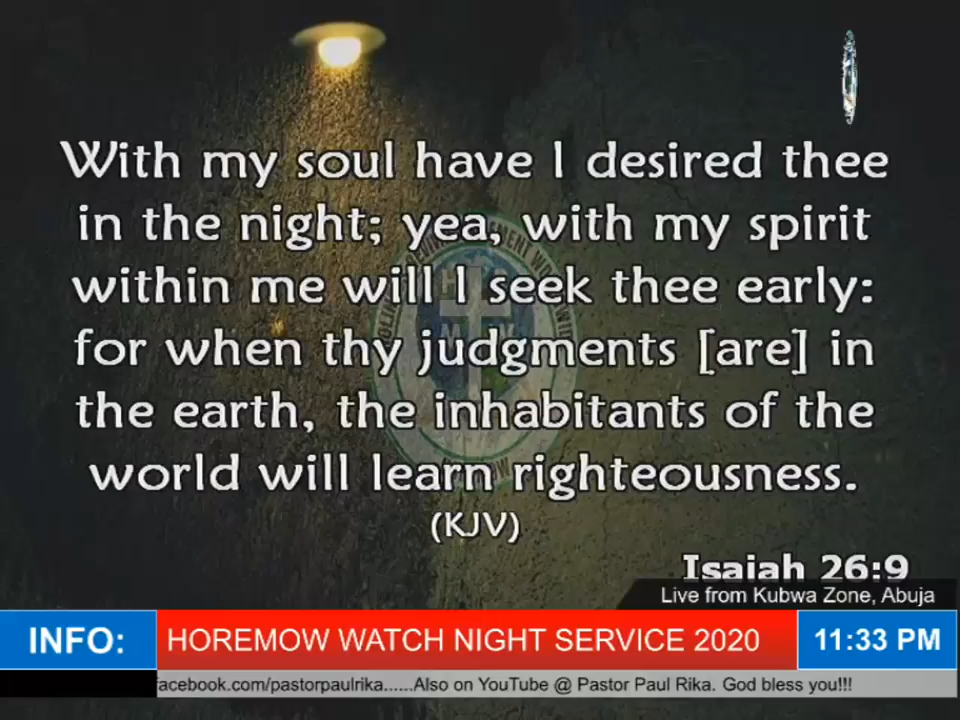 With my soul have I desired thee
in the night; yea, with my spirit
within me will I seek thee early:
for when thy judgments [are] in
the earth, the inhabitants of the
world will learn righteousness.
(KJV)
Isaiah 26:9
Live from Kubwa Zone, Abuja
INFO:
HOREMOW WATCH NIGHT SERVICE 2020
11:33 PM
acebook.com/pastorpaulrika......Also on YouTube @ Pastor Paul Rika. God bless you!!!